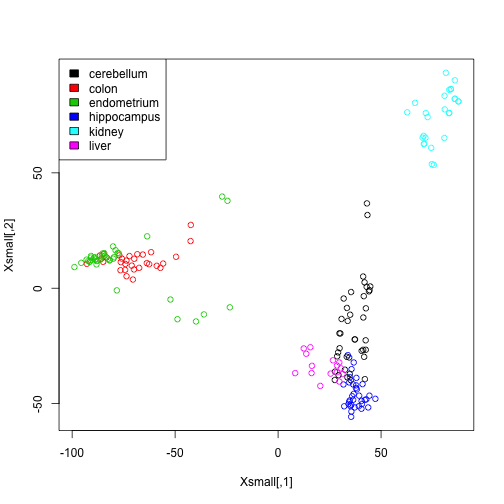 cerebellum
colon
endometrium
hippocampus
kidney
liver
Xsmall[,2]
50
0
-50
-100
-50
0
50
Xsmall[,1]